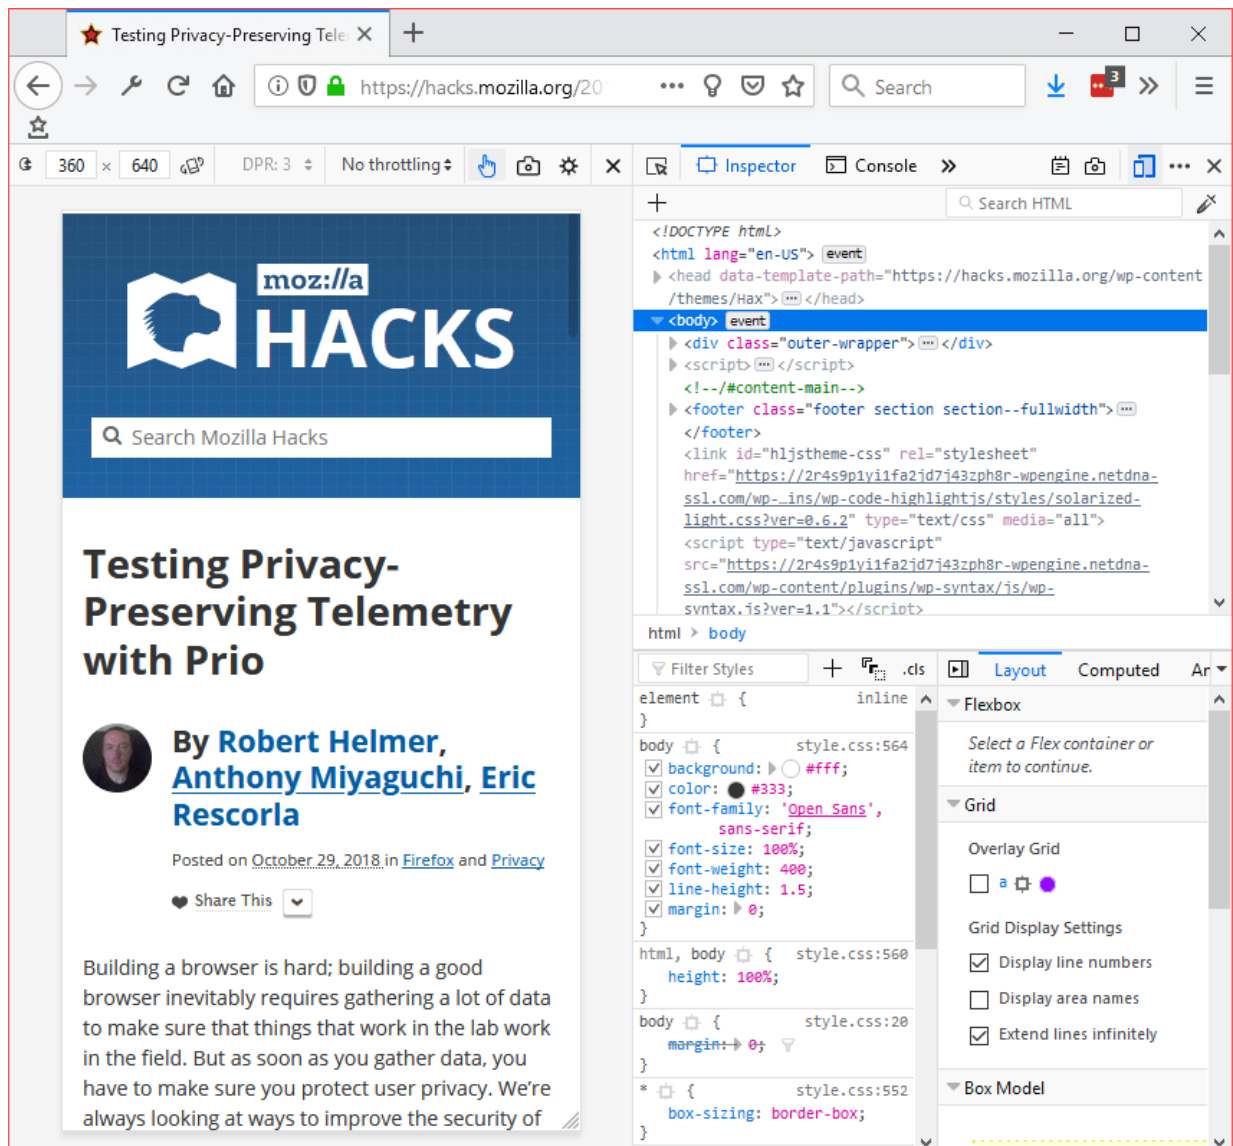 Testing Privacy-Preserving Tele
https://hacks.mozilla.org/20
Search
3
360 × 640
DPR: 3
No throttling
Inspector
Console
Search HTML
moz://a
HACKS
Search Mozilla Hacks
Testing Privacy-
Preserving Telemetry
with Prio
By Robert Helmer,
Anthony Miyaguchi, Eric
Rescorla
Posted on October 29, 2018 in Firefox and Privacy
Share This
Building a browser is hard; building a good
browser inevitably requires gathering a lot of data
to make sure that things that work in the lab work
in the field. But as soon as you gather data, you
have to make sure you protect user privacy. We're
always looking at ways to improve the security of
<!DOCTYPE html>
<html lang="en-US"> event
<head data-template-path="https://hacks.mozilla.org/wp-content
/themes/Hax"> ••• </head>
<body> event
<div class="outer-wrapper"> ••• </div>
<script> ••• </script>
<!--/#content-main-->
<footer class="footer section section--fullwidth"> •••
</footer>
<link id="hljstheme-css" rel="stylesheet"
href="https://2r4s9p1yi1fa2jd7j43zph8r-wpengine.netdna-
ssl.com/wp-…ins/wp-code-highlightjs/styles/solarized-
light.css?ver=0.6.2" type="text/css" media="all">
<script type="text/javascript"
src="https://2r4s9p1yi1fa2jd7j43zph8r-wpengine.netdna-
ssl.com/wp-content/plugins/wp-syntax/js/wp-
syntax.js?ver=1.1"></script>
html > body
Filter Styles
.cls
element { inline
}
body { style.css:564
background: #fff;
color: #333;
font-family: 'Open Sans',
sans-serif;
font-size: 100%;
font-weight: 400;
line-height: 1.5;
margin: 0;
}
html, body { style.css:560
height: 100%;
}
body { style.css:20
margin: 0;
}
* { style.css:552
box-sizing: border-box;
}
Layout
Computed
Flexbox
Select a Flex container or
item to continue.
Grid
Overlay Grid
a
Grid Display Settings
Display line numbers
Display area names
Extend lines infinitely
Box Model